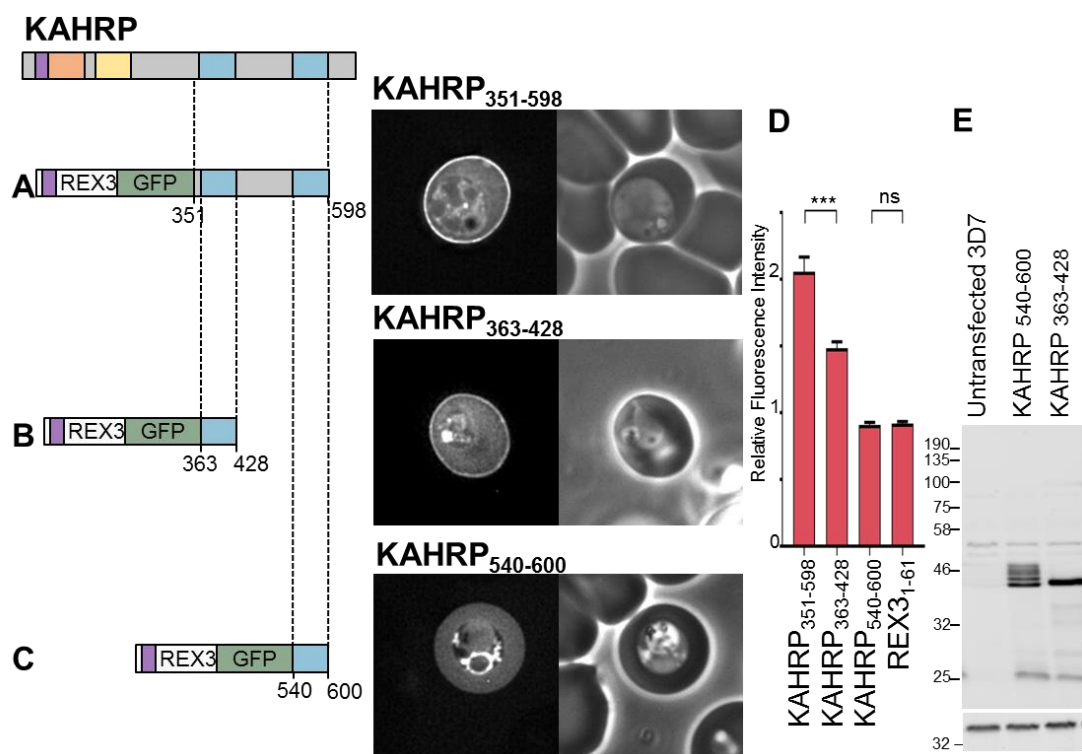 KAHRP
A
REX3
GFP
351
598
B
REX3
GFP
363
428
C
REX3
GFP
540
600
KAHRP351-598
KAHRP363-428
KAHRP540-600
D
***
ns
Relative Fluorescence Intensity
2
1
0
KAHRP351-598
KAHRP363-428
KAHRP540-600
REX31-61
E
Untransfected 3D7
KAHRP 540-600
KAHRP 363-428
190
135
100
75
58
46
32
25
32